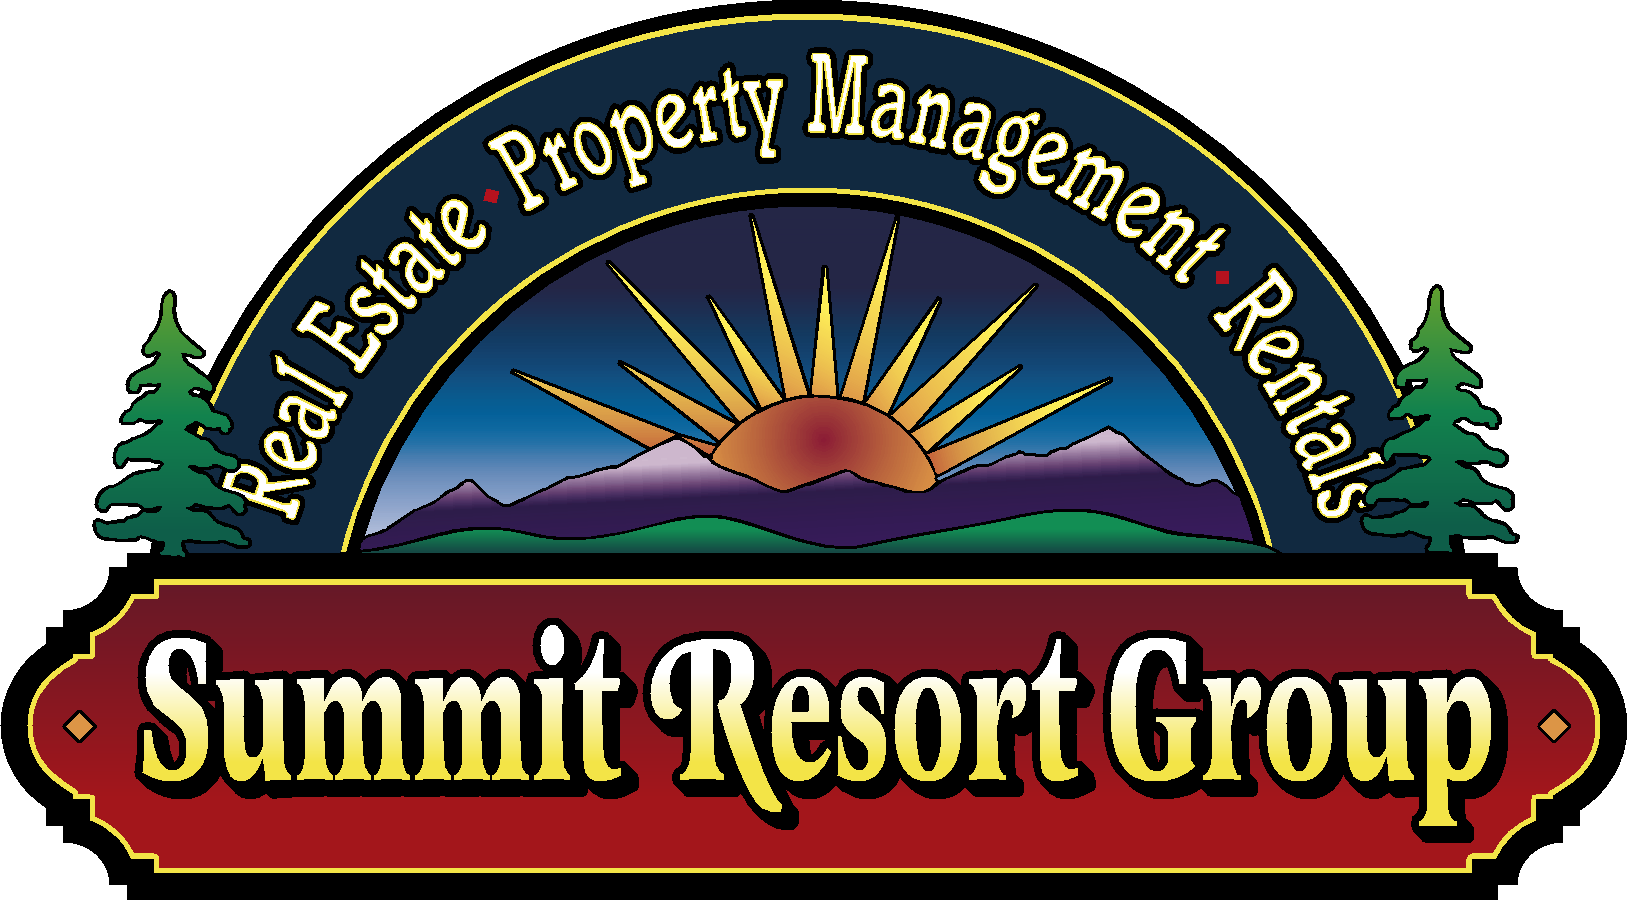 Real Estate · Property Management · Rentals
Summit Resort Group